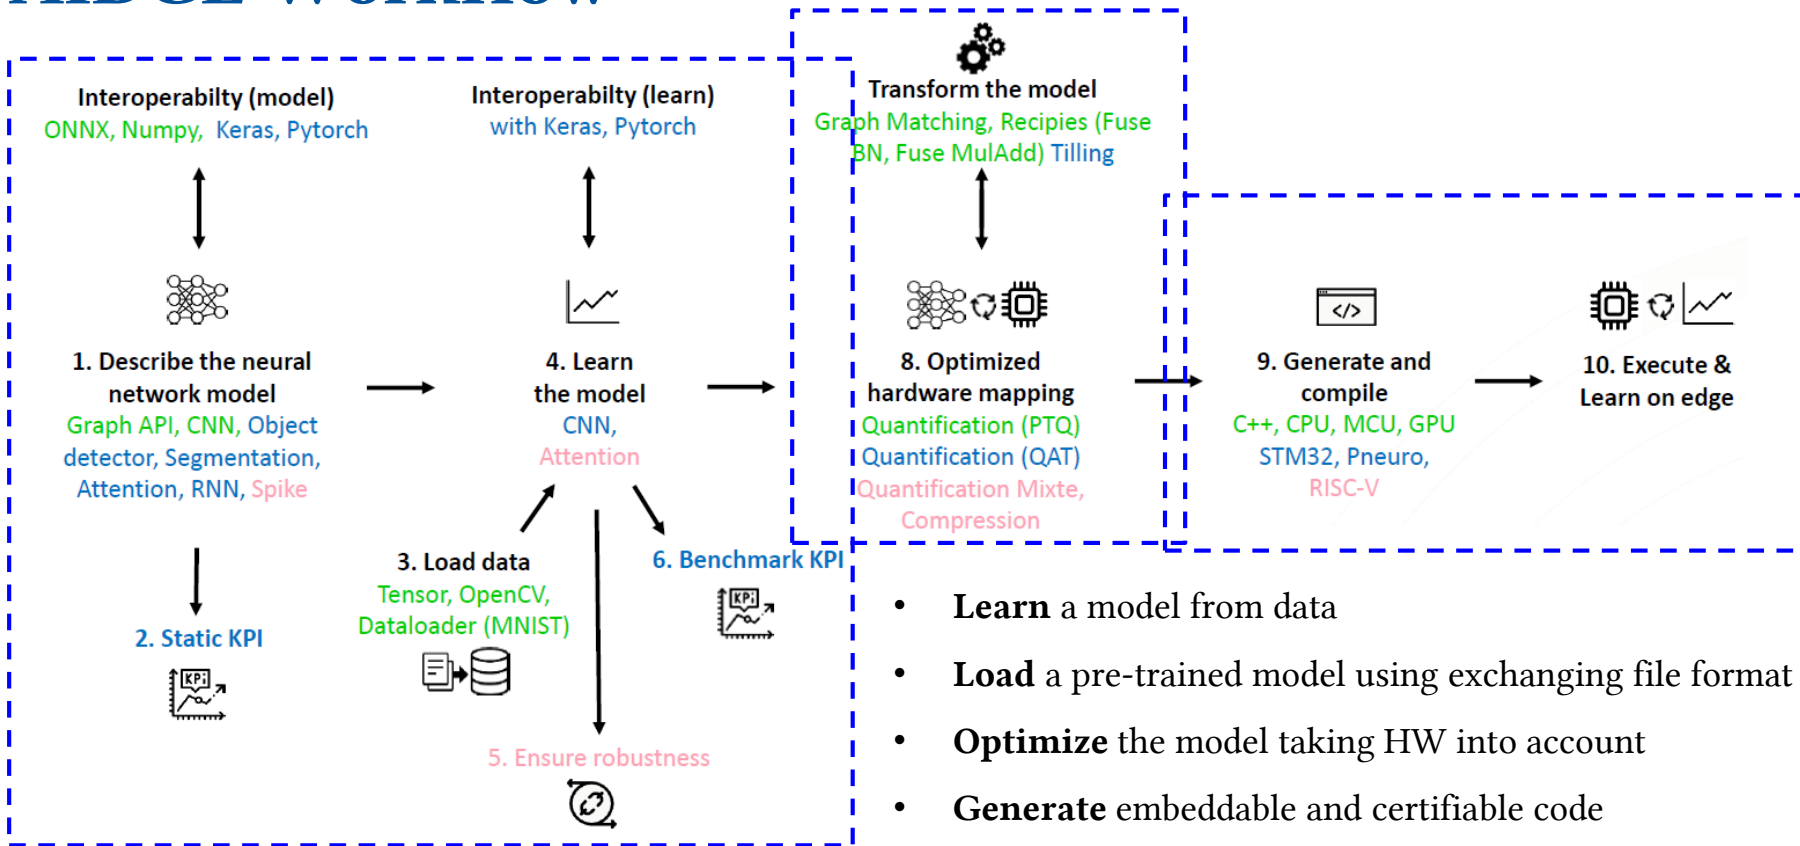 AIDGE Workflow
Interoperabilty (model)
ONNX, Numpy, Keras, Pytorch
Interoperabilty (learn)
with Keras, Pytorch
Transform the model
Graph Matching, Recipies (Fuse
BN, Fuse MulAdd) Tilling
1. Describe the neural
network model
Graph API, CNN, Object
detector, Segmentation,
Attention, RNN, Spike
4. Learn
the model
CNN,
Attention
8. Optimized
hardware mapping
Quantification (PTQ)
Quantification (QAT)
Quantification Mixte,
Compression
</>
9. Generate and
compile
C++, CPU, MCU, GPU
STM32, Pneuro,
RISC-V
10. Execute &
Learn on edge
2. Static KPI
KPi
3. Load data
Tensor, OpenCV,
Dataloader (MNIST)
6. Benchmark KPI
KPi
5. Ensure robustness
• Learn a model from data
• Load a pre-trained model using exchanging file format
• Optimize the model taking HW into account
• Generate embeddable and certifiable code